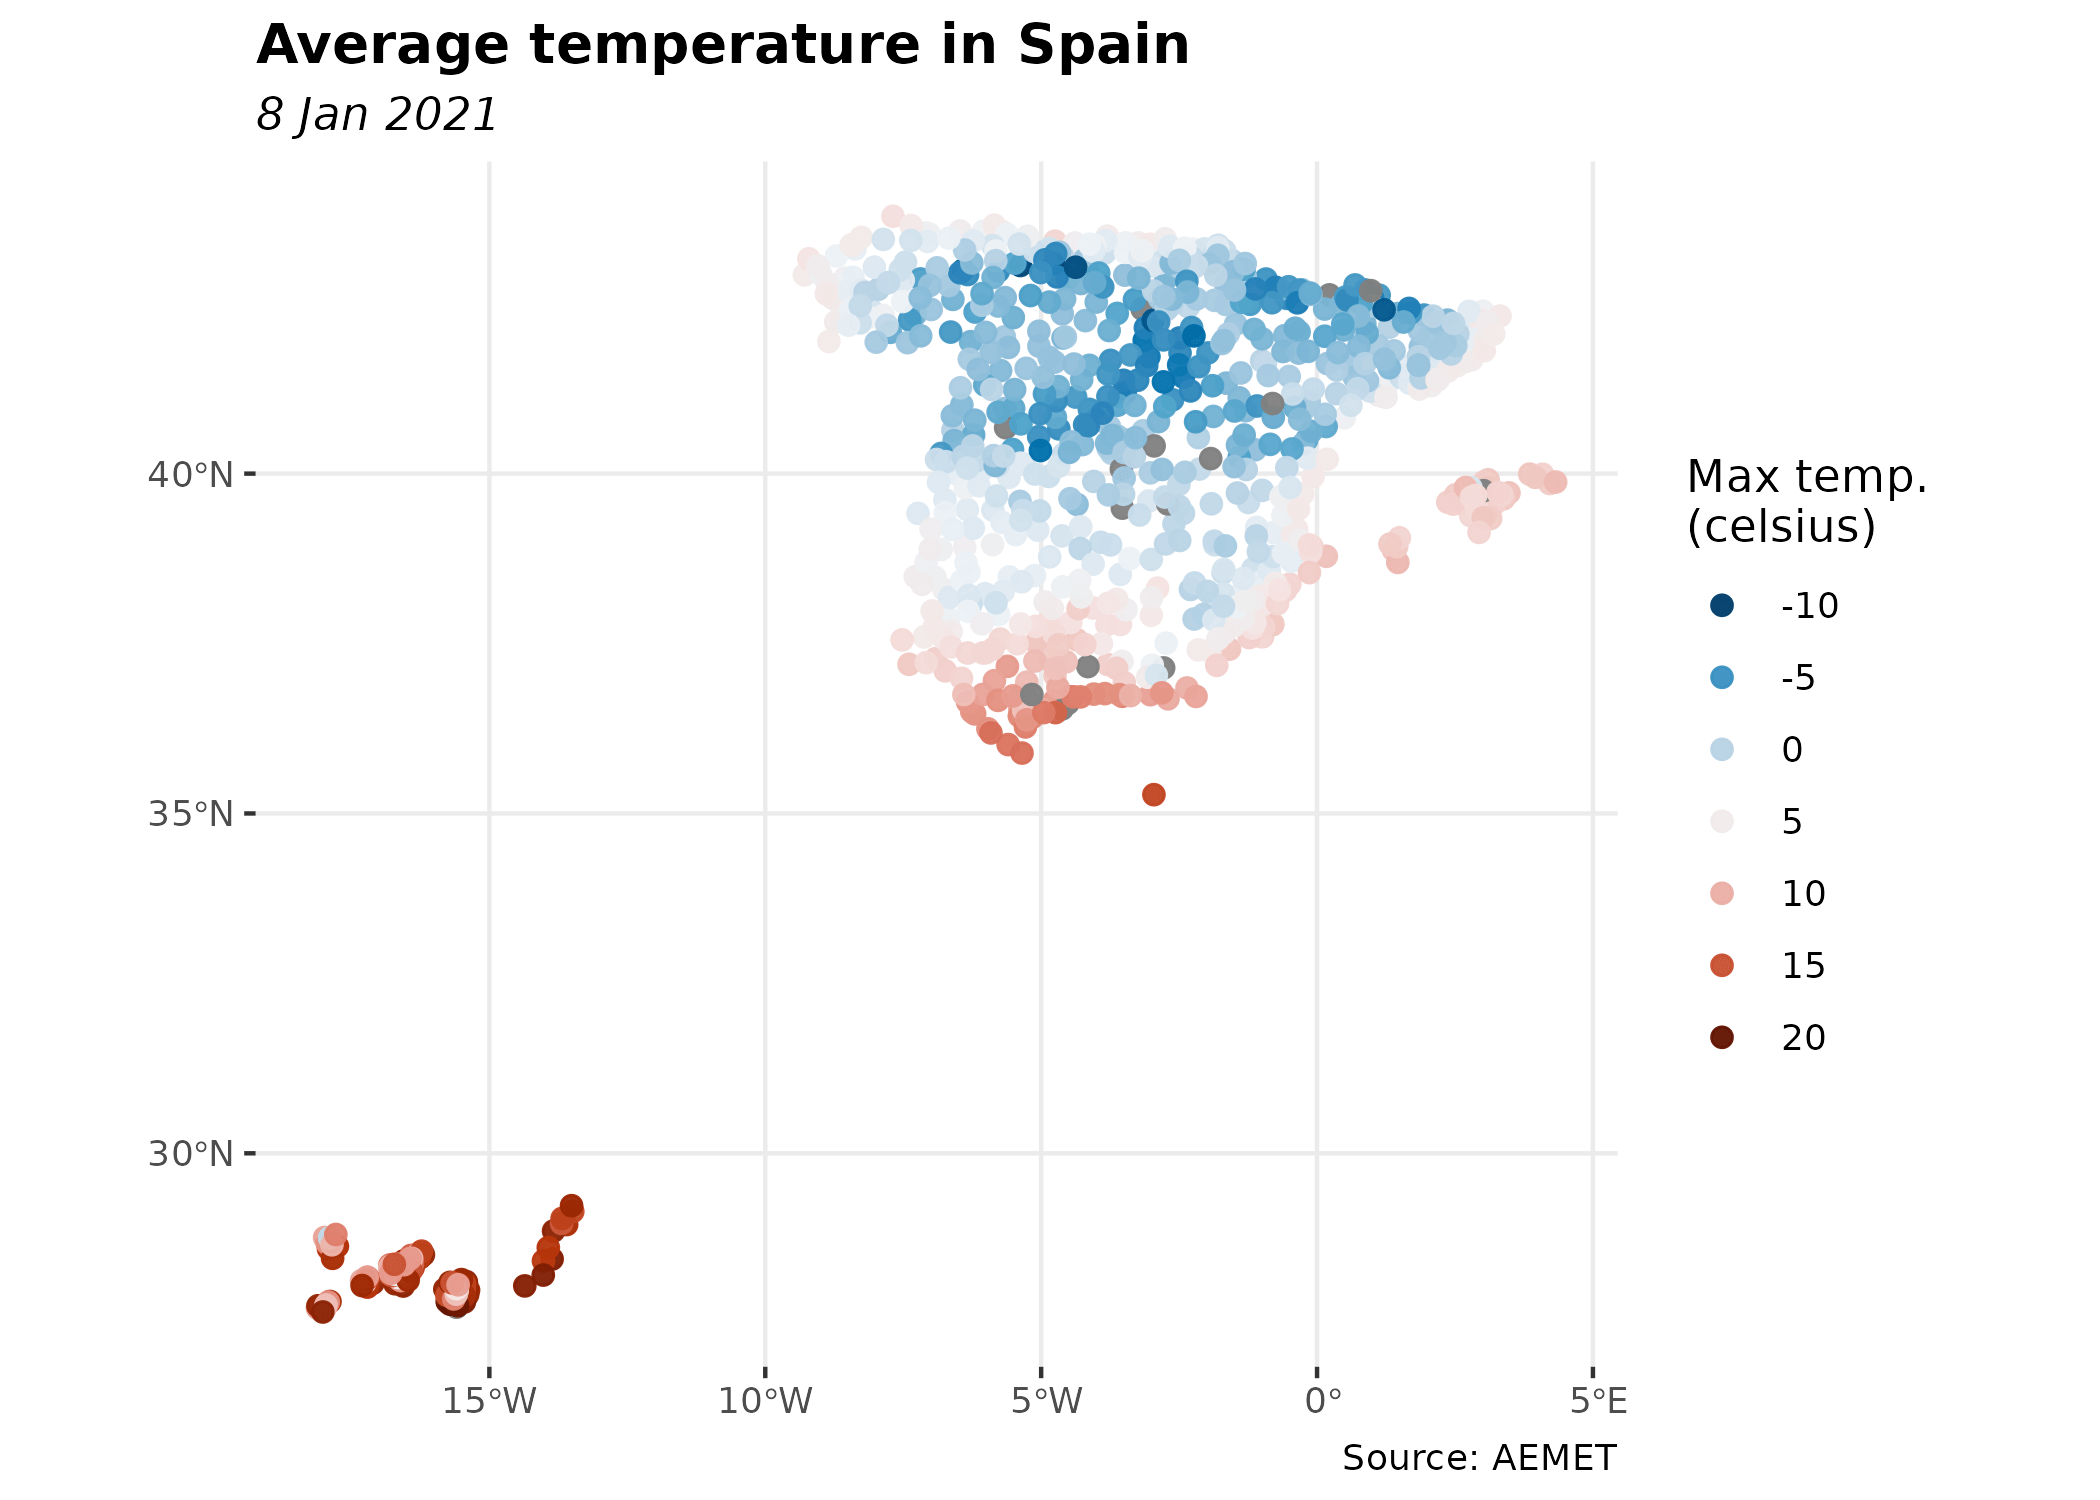 Average temperature in Spain
8 Jan 2021
40°N
35°N
30°N
15°W
10°W
5°W
0°
5°E
Max temp.
(celsius)
-10
-5
0
5
10
15
20
Source: AEMET